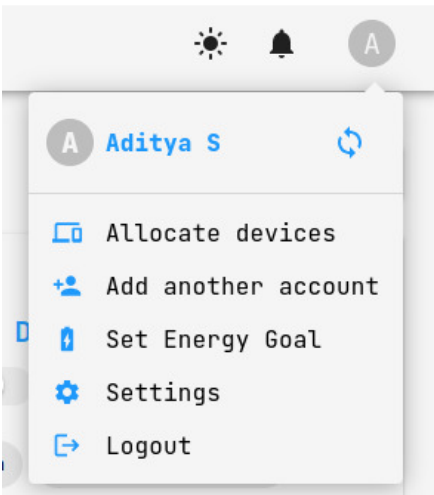 A
A Aditya S
Allocate devices
Add another account
Set Energy Goal
D
Settings
Logout